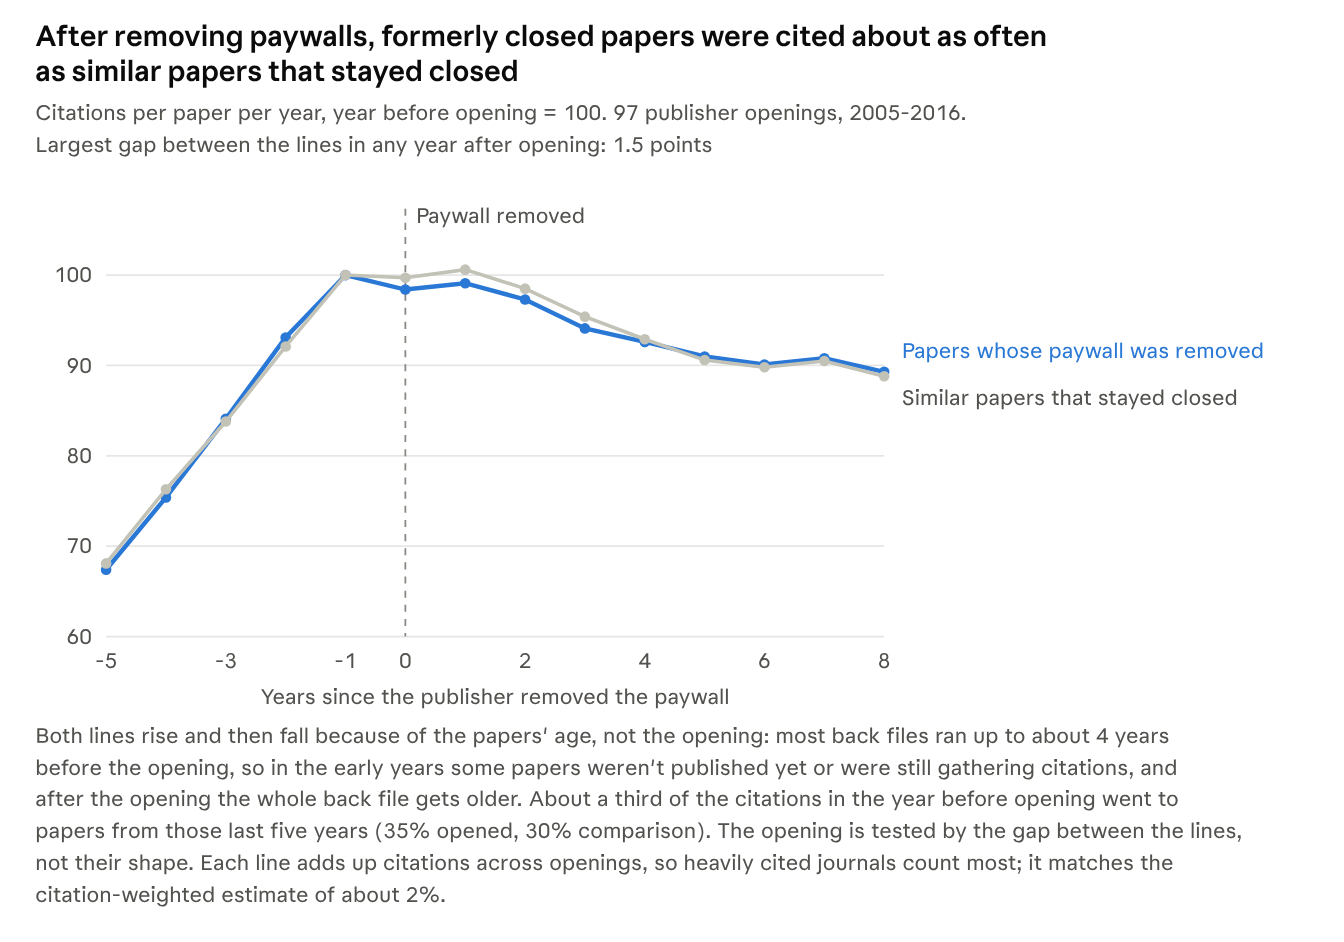 After removing paywalls, formerly closed papers were cited about as often
as similar papers that stayed closed
Citations per paper per year, year before opening = 100. 97 publisher openings, 2005-2016.
Largest gap between the lines in any year after opening: 1.5 points
Paywall removed
100
90
80
70
60
Papers whose paywall was removed
Similar papers that stayed closed
-5 -3 -1 0 2 4 6 8
Years since the publisher removed the paywall
Both lines rise and then fall because of the papers' age, not the opening: most back files ran up to about 4 years
before the opening, so in the early years some papers weren't published yet or were still gathering citations, and
after the opening the whole back file gets older. About a third of the citations in the year before opening went to
papers from those last five years (35% opened, 30% comparison). The opening is tested by the gap between the lines,
not their shape. Each line adds up citations across openings, so heavily cited journals count most; it matches the
citation-weighted estimate of about 2%.